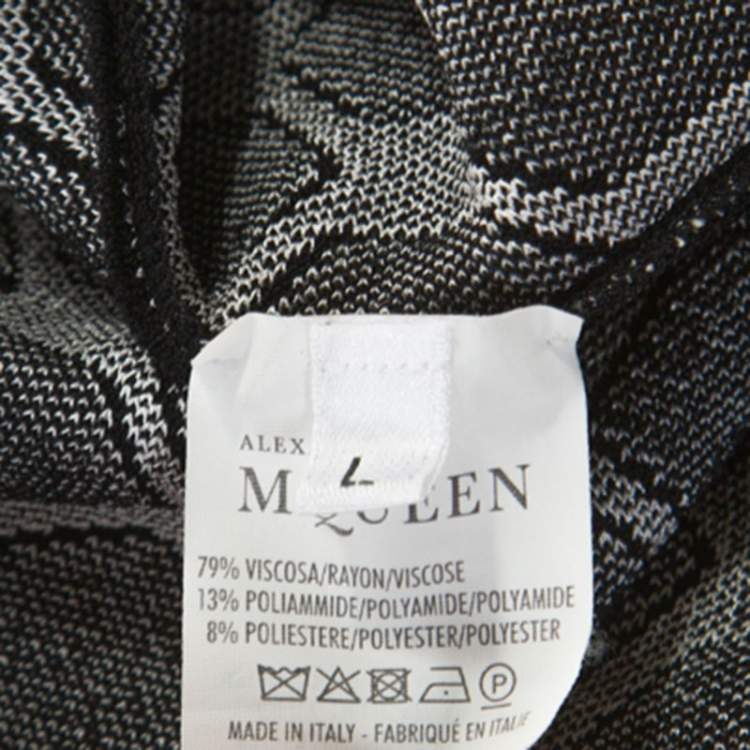 ALEX
L
McQUEEN
79% VISCOSA/RAYON/VISCOSE
13% POLIAMMIDE/POLYAMIDE/POLYAMIDE
8% POLIESTERE/POLYESTER/POLYESTER
P
MADE IN ITALY - FABRIQUÉ EN ITALIE